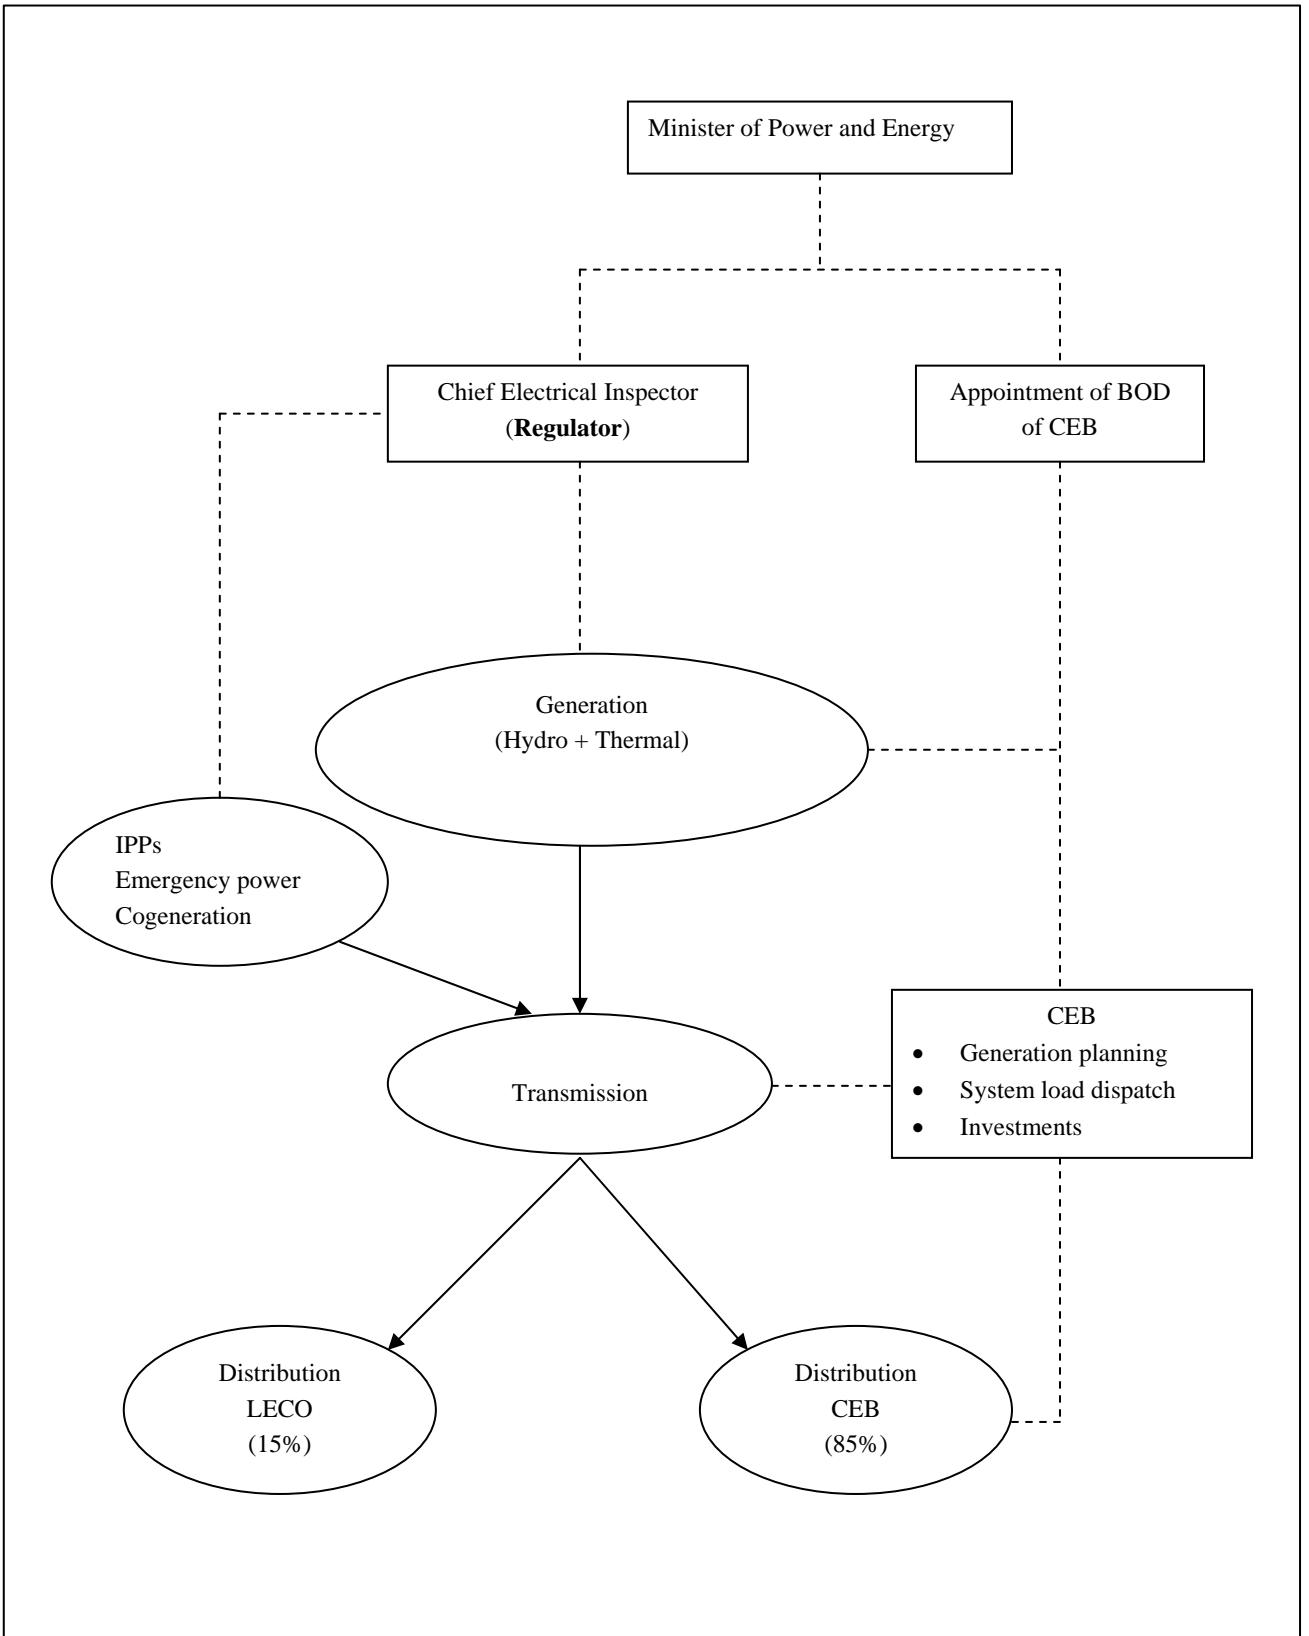 Minister of Power and Energy
Chief Electrical Inspector
(Regulator)
Appointment of BOD
of CEB
Generation
(Hydro + Thermal)
IPPs
Emergency power
Cogeneration
CEB
• Generation planning
• System load dispatch
• Investments
Transmission
Distribution
LECO
(15%)
Distribution
CEB
(85%)